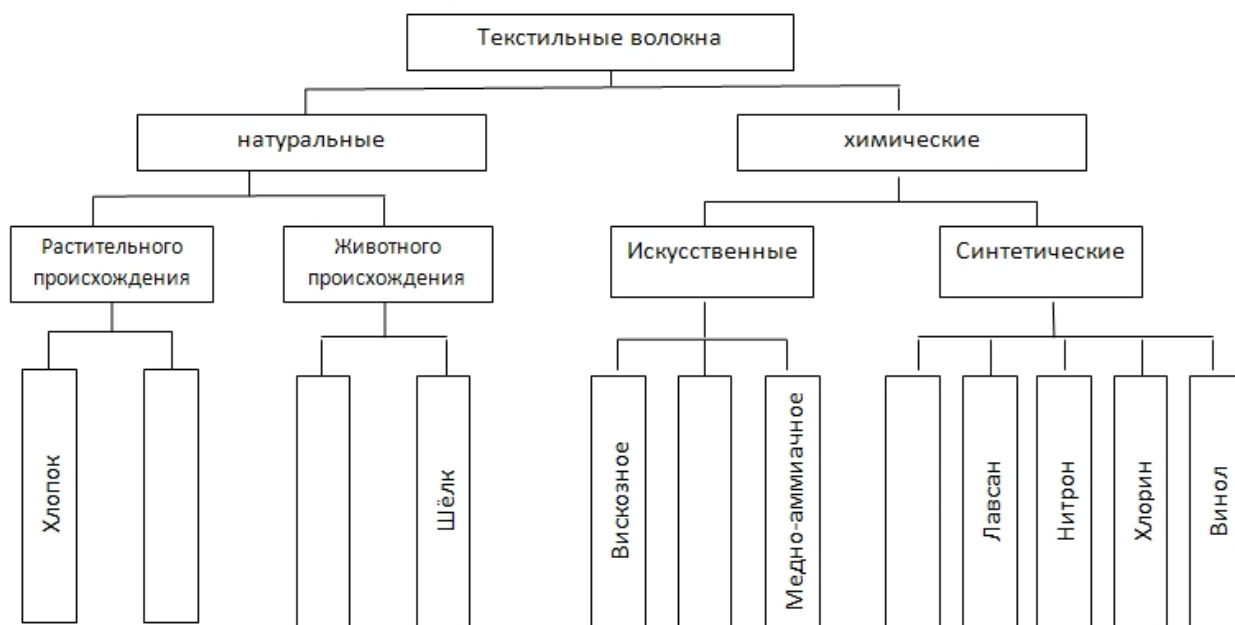 Текстильные волокна
натуральные
химические
Растительного
происхождения
Животного
происхождения
Искусственные
Синтетические
Хлопок
Шёлк
Вискозное
Медно-аммиачное
Лавсан
Нитрон
Хлорин
Винол